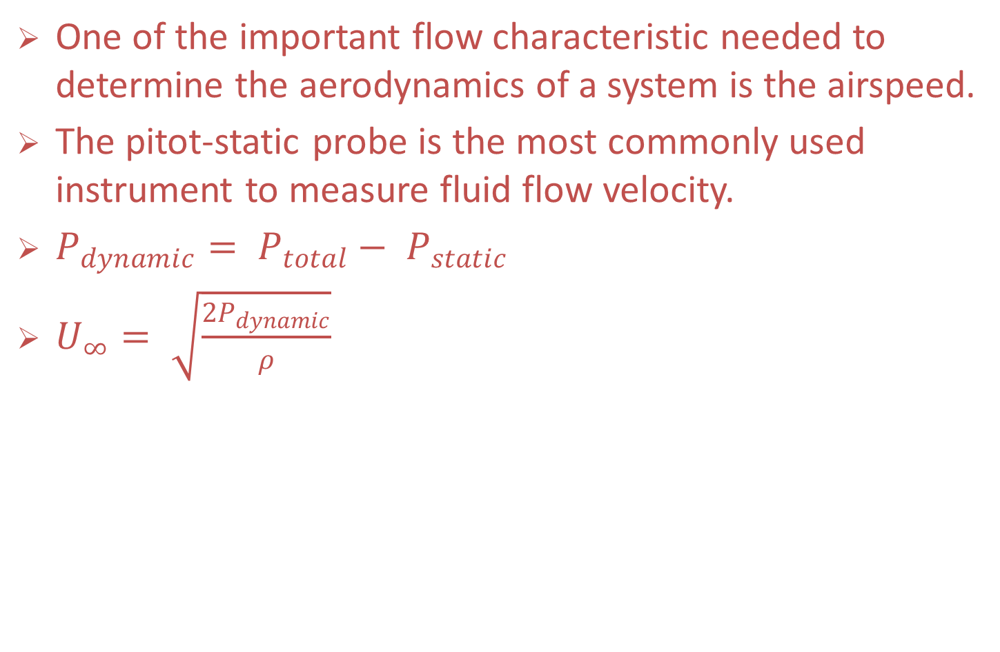 ➢ One of the important flow characteristic needed to
determine the aerodynamics of a system is the airspeed.
➢ The pitot-static probe is the most commonly used
instrument to measure fluid flow velocity.
➢ $P_{dynamic} = P_{total} - P_{static}$
➢ $U_{\infty} = \sqrt{\frac{2P_{dynamic}}{\rho}}$